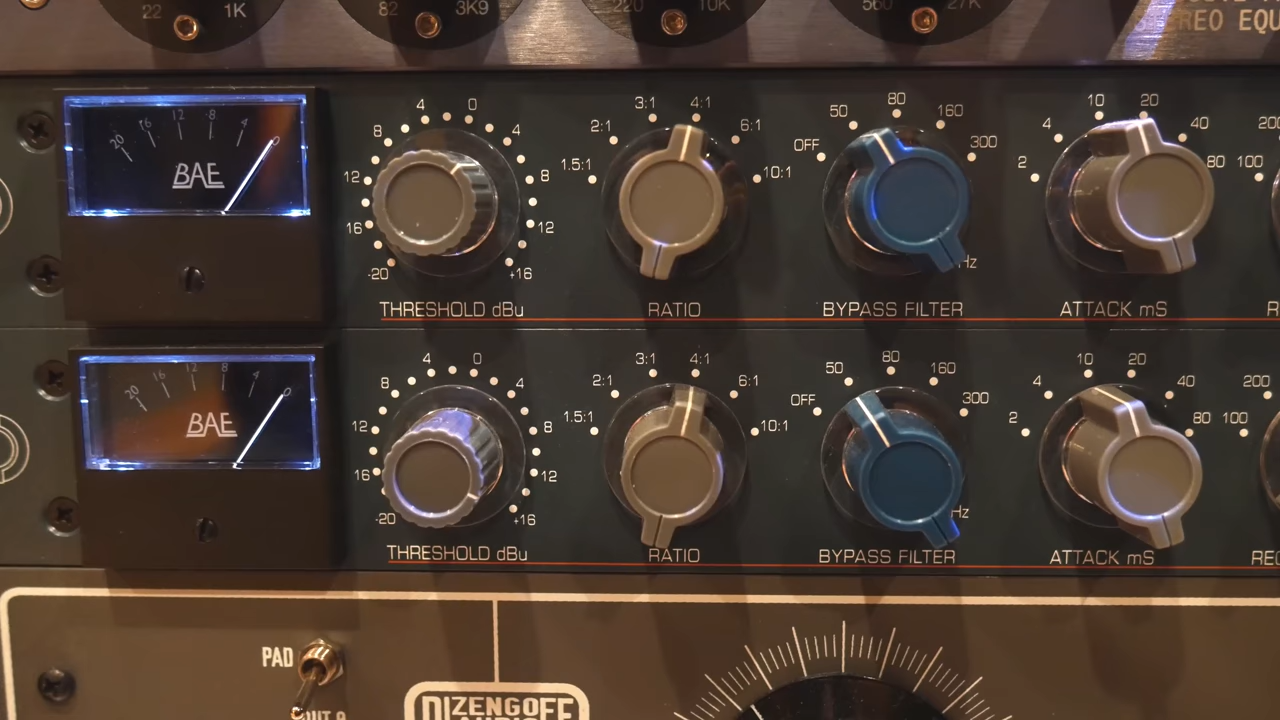 22 1K 82 3K9 220 10K 560 27K
EREO EQU
20 16 12 8 4 0
BAE
8 4 0 4 8 12 +16
12 16 -20
THRESHOLD dBu
1.5:1 2:1 3:1 4:1 6:1 10:1
RATIO
OFF 50 80 160 300 Hz
BYPASS FILTER
2 4 10 20 40 80
ATTACK mS
100 200
R
20 16 12 8 4 0
BAE
8 4 0 4 8 12 +16
12 16 -20
THRESHOLD dBu
1.5:1 2:1 3:1 4:1 6:1 10:1
RATIO
OFF 50 80 160 300 Hz
BYPASS FILTER
2 4 10 20 40 80
ATTACK mS
100 200
REC
PAD
DIZENGOFF
AUDIO